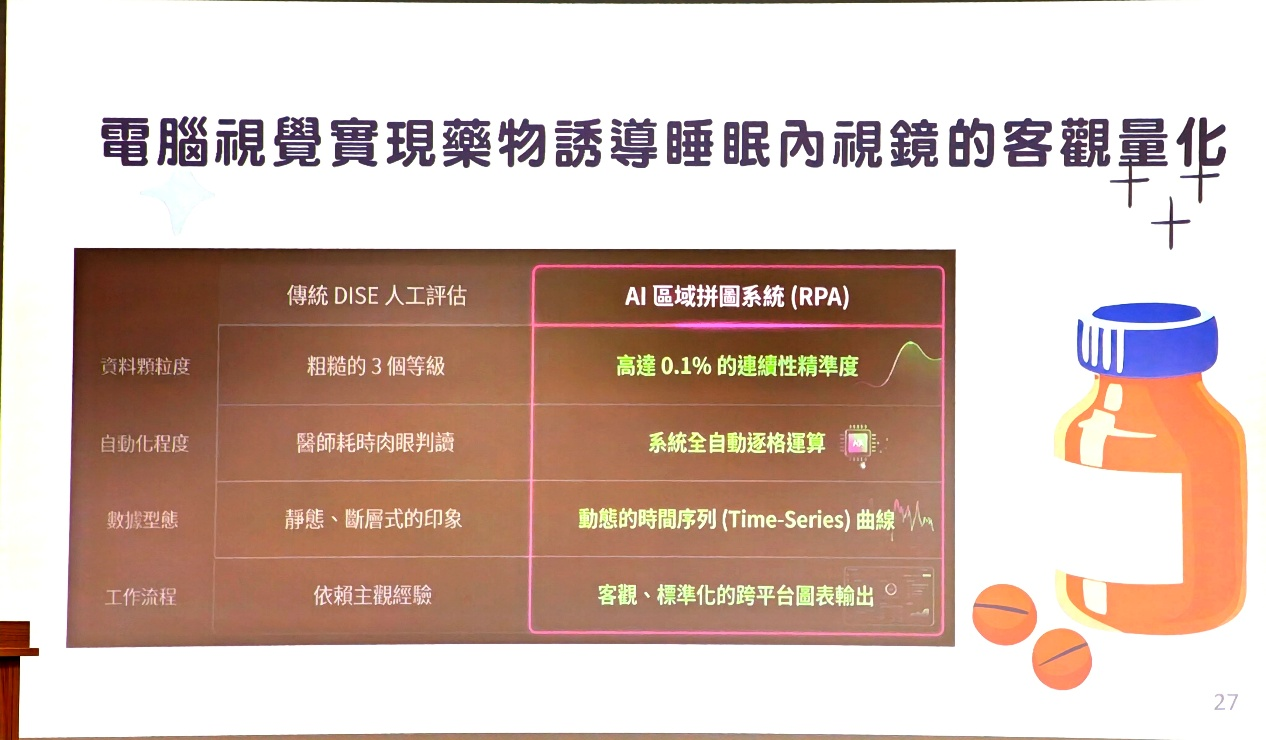 電腦視覺實現藥物誘導睡眠內視鏡的客觀量化
傳統 DISE 人工評估
AI 區域拼圖系統 (RPA)
資料顆粒度
粗糙的 3 個等級
高達 0.1% 的連續性精準度
自動化程度
醫師耗時肉眼判讀
系統全自動逐格運算
數據型態
靜態、斷層式的印象
動態的時間序列 (Time-Series) 曲線
工作流程
依賴主觀經驗
客觀、標準化的跨平台圖表輸出
27